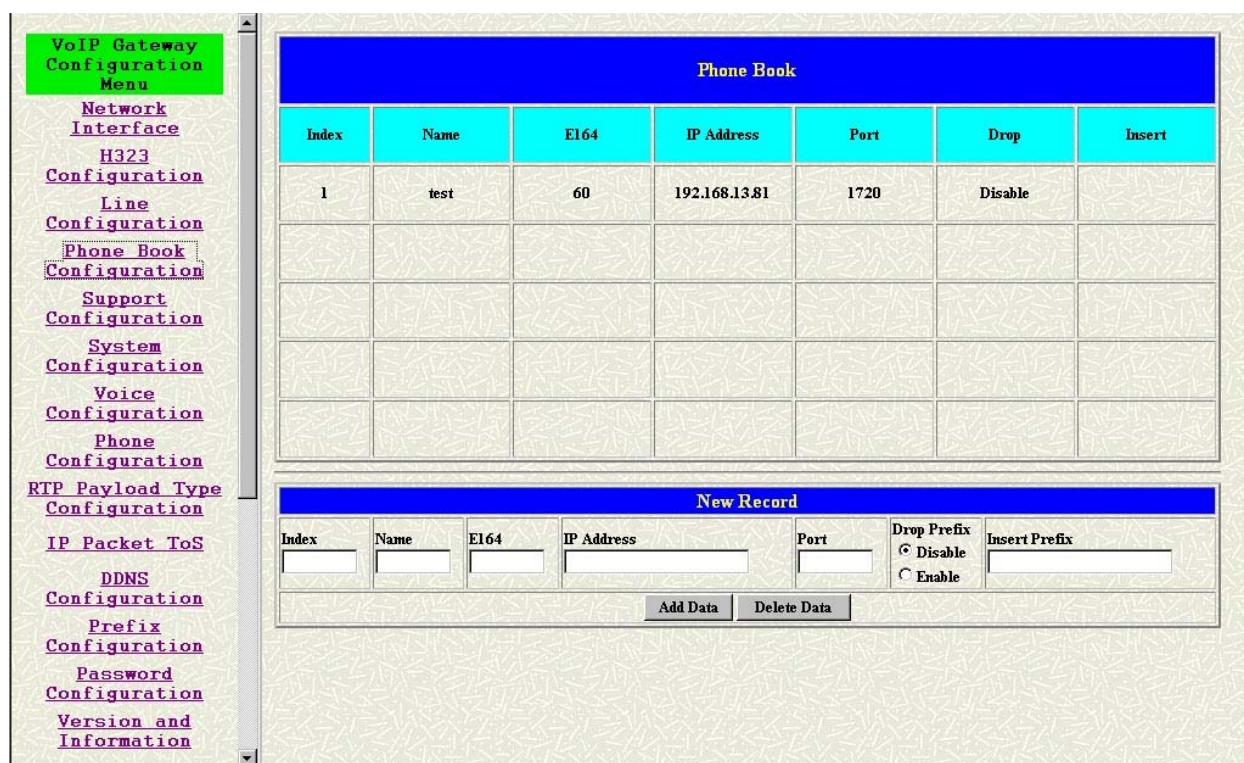 VoIP Gateway
Configuration
Menu
Network
Interface
H323
Configuration
Line
Configuration
Phone Book
Configuration
Support
Configuration
System
Configuration
Voice
Configuration
Phone
Configuration
RTP Payload Type
Configuration
IP Packet ToS
DDNS
Configuration
Prefix
Configuration
Password
Configuration
Version and
Information
Phone Book
Index Name E164 IP Address Port Drop Insert
1 test 60 192.168.13.81 1720 Disable
New Record
Index Name E164 IP Address Port Drop Prefix Insert Prefix
Disable
Enable
Add Data Delete Data